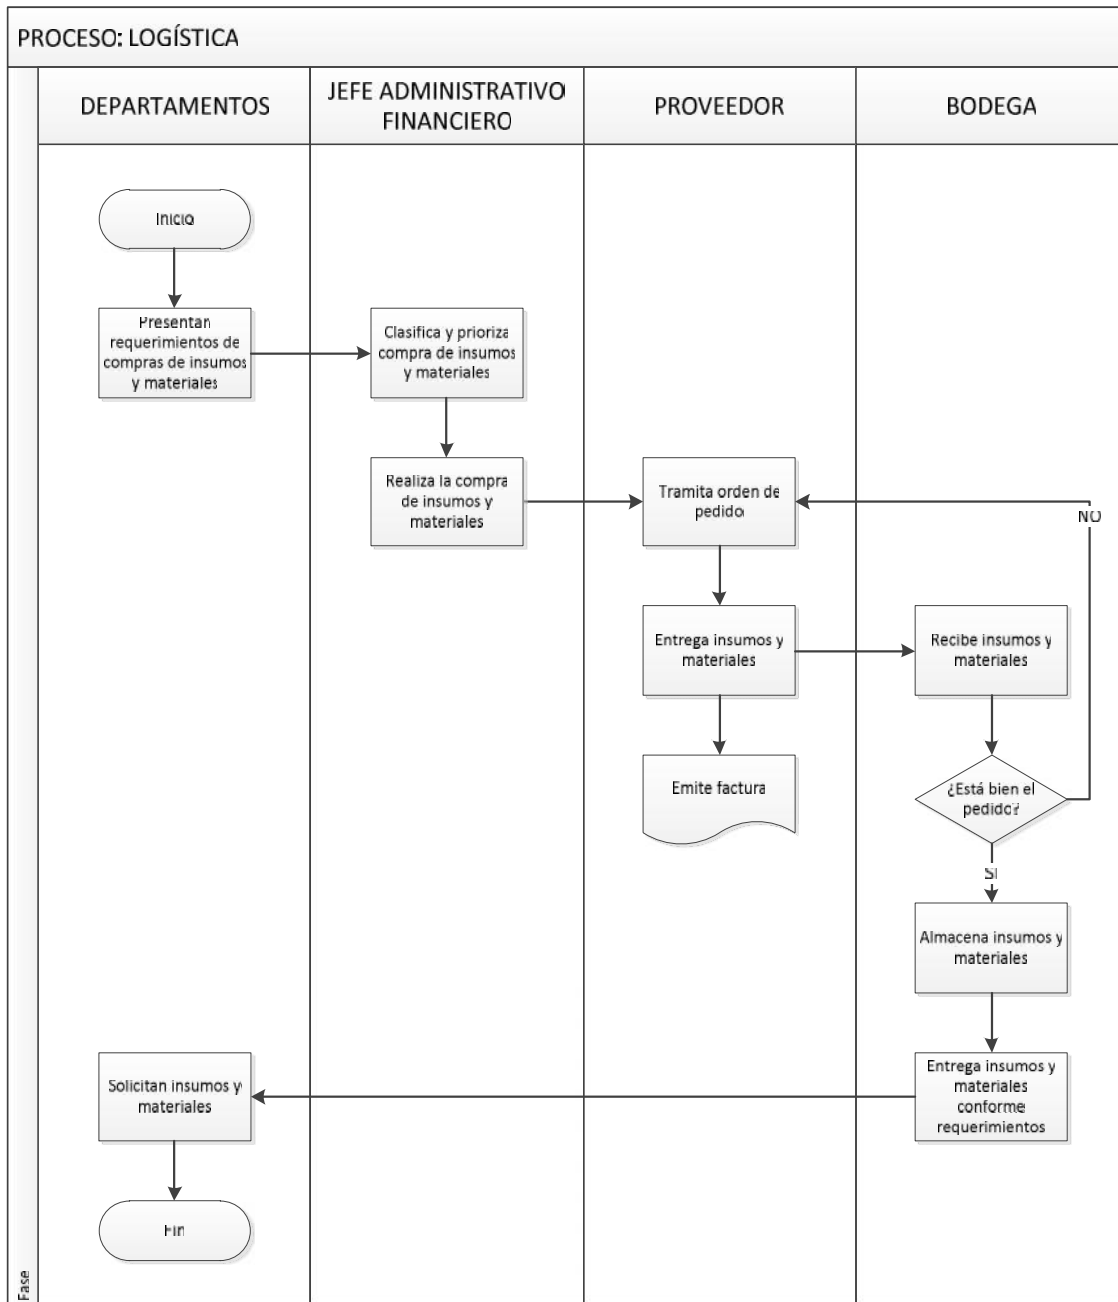 PROCESO: LOGÍSTICA
DEPARTAMENTOS
JEFE ADMINISTRATIVO
FINANCIERO
PROVEEDOR
BODEGA
Inicio
Presentan
requerimientos de
compras de insumos
y materiales
Clasifica y prioriza
compra de insumos
y materiales
Realiza la compra
de insumos y
materiales
Tramita orden de
pedido
NO
Entrega insumos y
materiales
Recibe insumos y
materiales
Emite factura
¿Está bien el
pedido?
SI
Almacena insumos y
materiales
Entrega insumos y
materiales
conforme
requerimientos
Solicitan insumos y
materiales
Fin
Fase